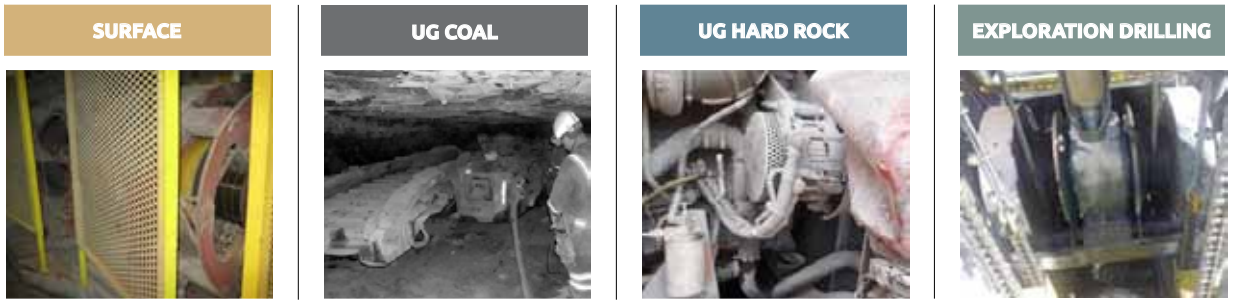 SURFACE
UG COAL
UG HARD ROCK
EXPLORATION DRILLING